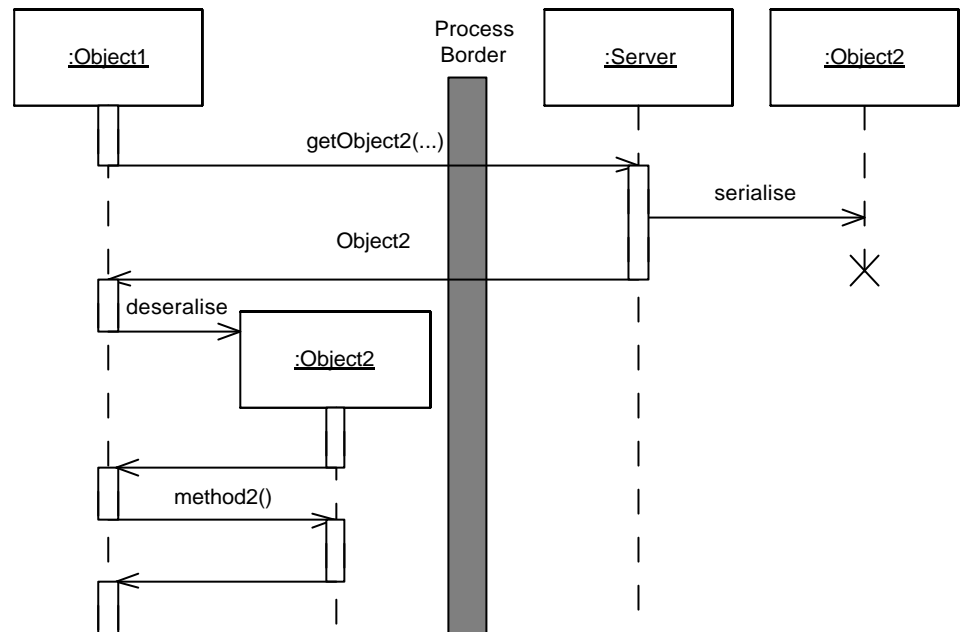 :Object1
Process
Border
:Server
:Object2
getObject2(...)
serialise
Object2
deseralise
:Object2
method2()